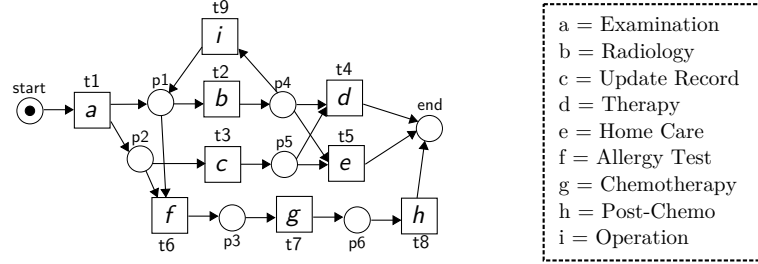 t9
i
start
t1
a
p1
t2
b
p4
t4
d
end
p2
t3
c
p5
t5
e
f
t6
p3
g
t7
p6
h
t8
a = Examination
b = Radiology
c = Update Record
d = Therapy
e = Home Care
f = Allergy Test
g = Chemotherapy
h = Post-Chemo
i = Operation